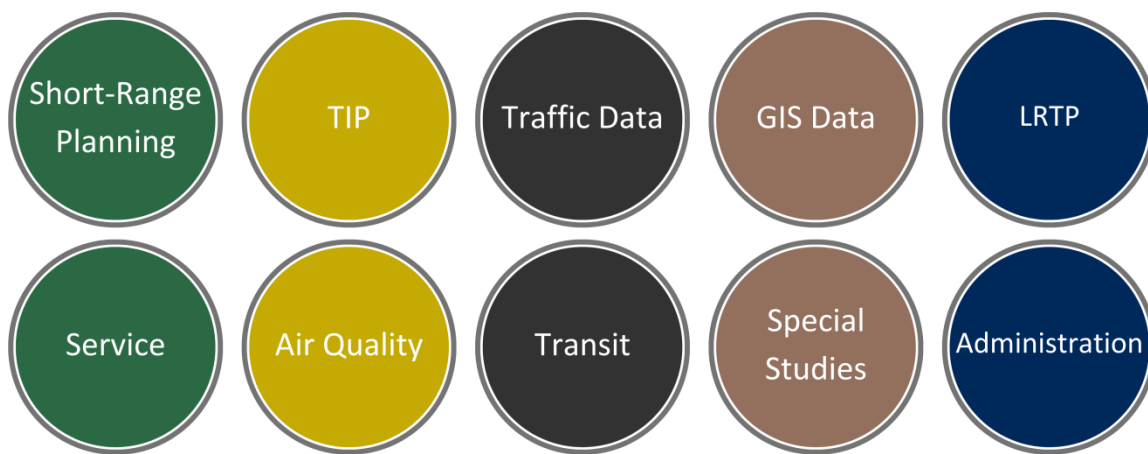 Short-Range
Planning
TIP
Traffic Data
GIS Data
LRTP
Service
Air Quality
Transit
Special
Studies
Administration